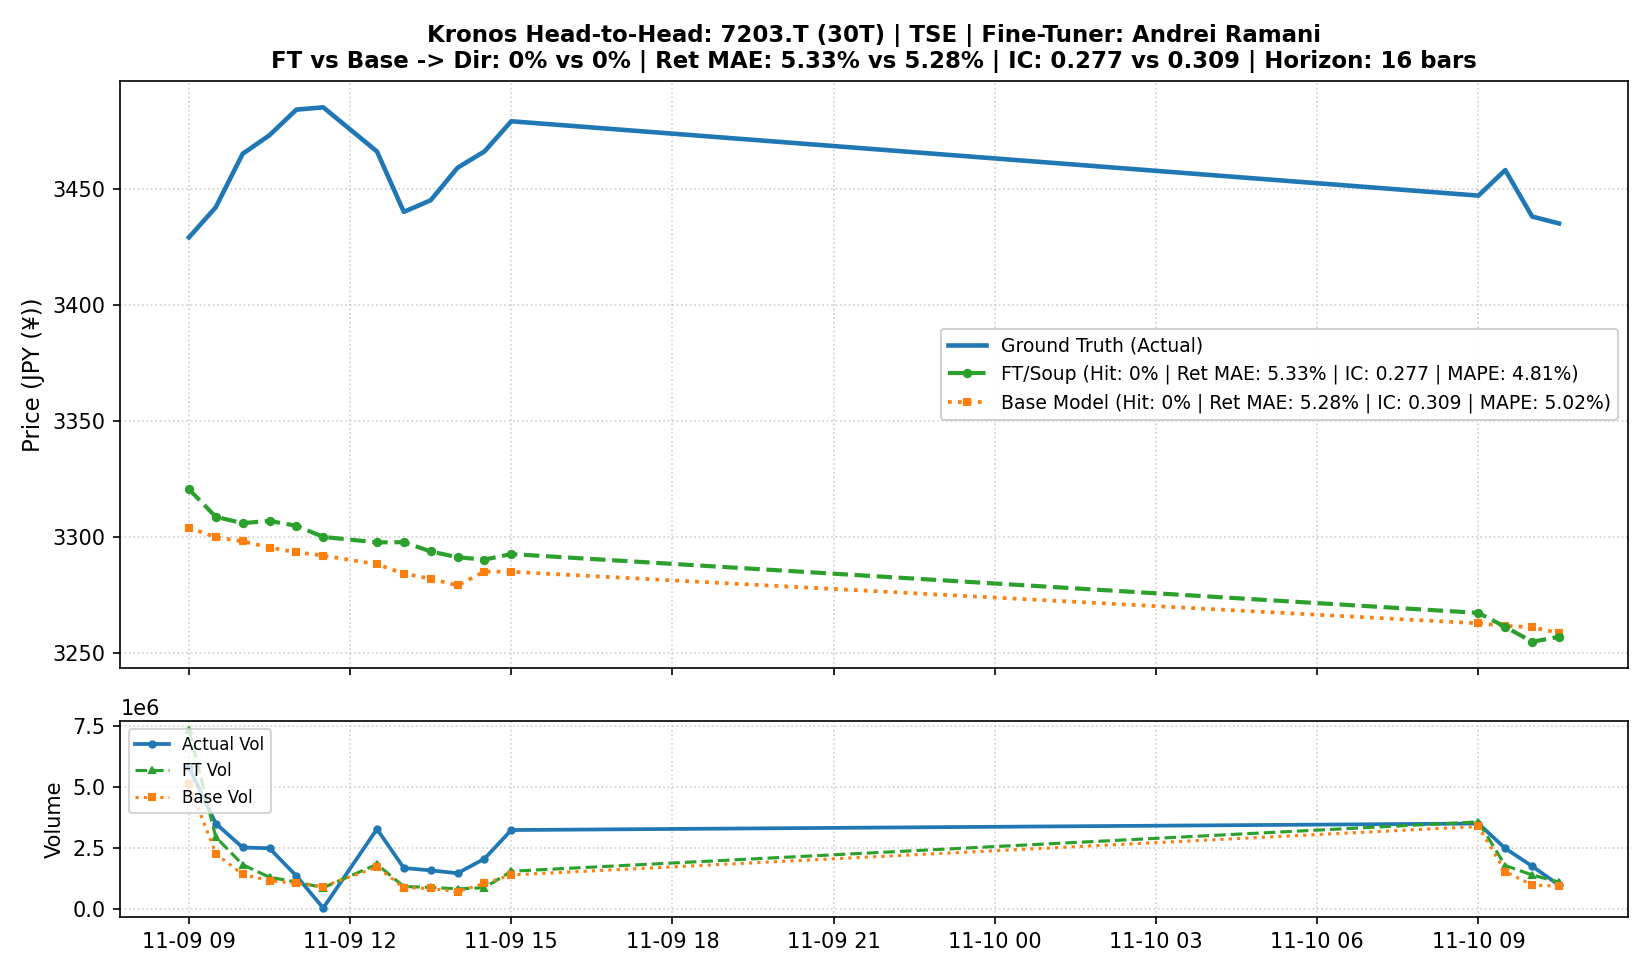 Kronos Head-to-Head: 7203.T (30T) | TSE | Fine-Tuner: Andrei Ramani
FT vs Base -> Dir: 0% vs 0% | Ret MAE: 5.33% vs 5.28% | IC: 0.277 vs 0.309 | Horizon: 16 bars
Price (JPY (¥))
3450
3400
3350
3300
3250
Ground Truth (Actual)
FT/Soup (Hit: 0% | Ret MAE: 5.33% | IC: 0.277 | MAPE: 4.81%)
Base Model (Hit: 0% | Ret MAE: 5.28% | IC: 0.309 | MAPE: 5.02%)
1e6
Volume
7.5
5.0
2.5
0.0
Actual Vol
FT Vol
Base Vol
11-09 09
11-09 12
11-09 15
11-09 18
11-09 21
11-10 00
11-10 03
11-10 06
11-10 09